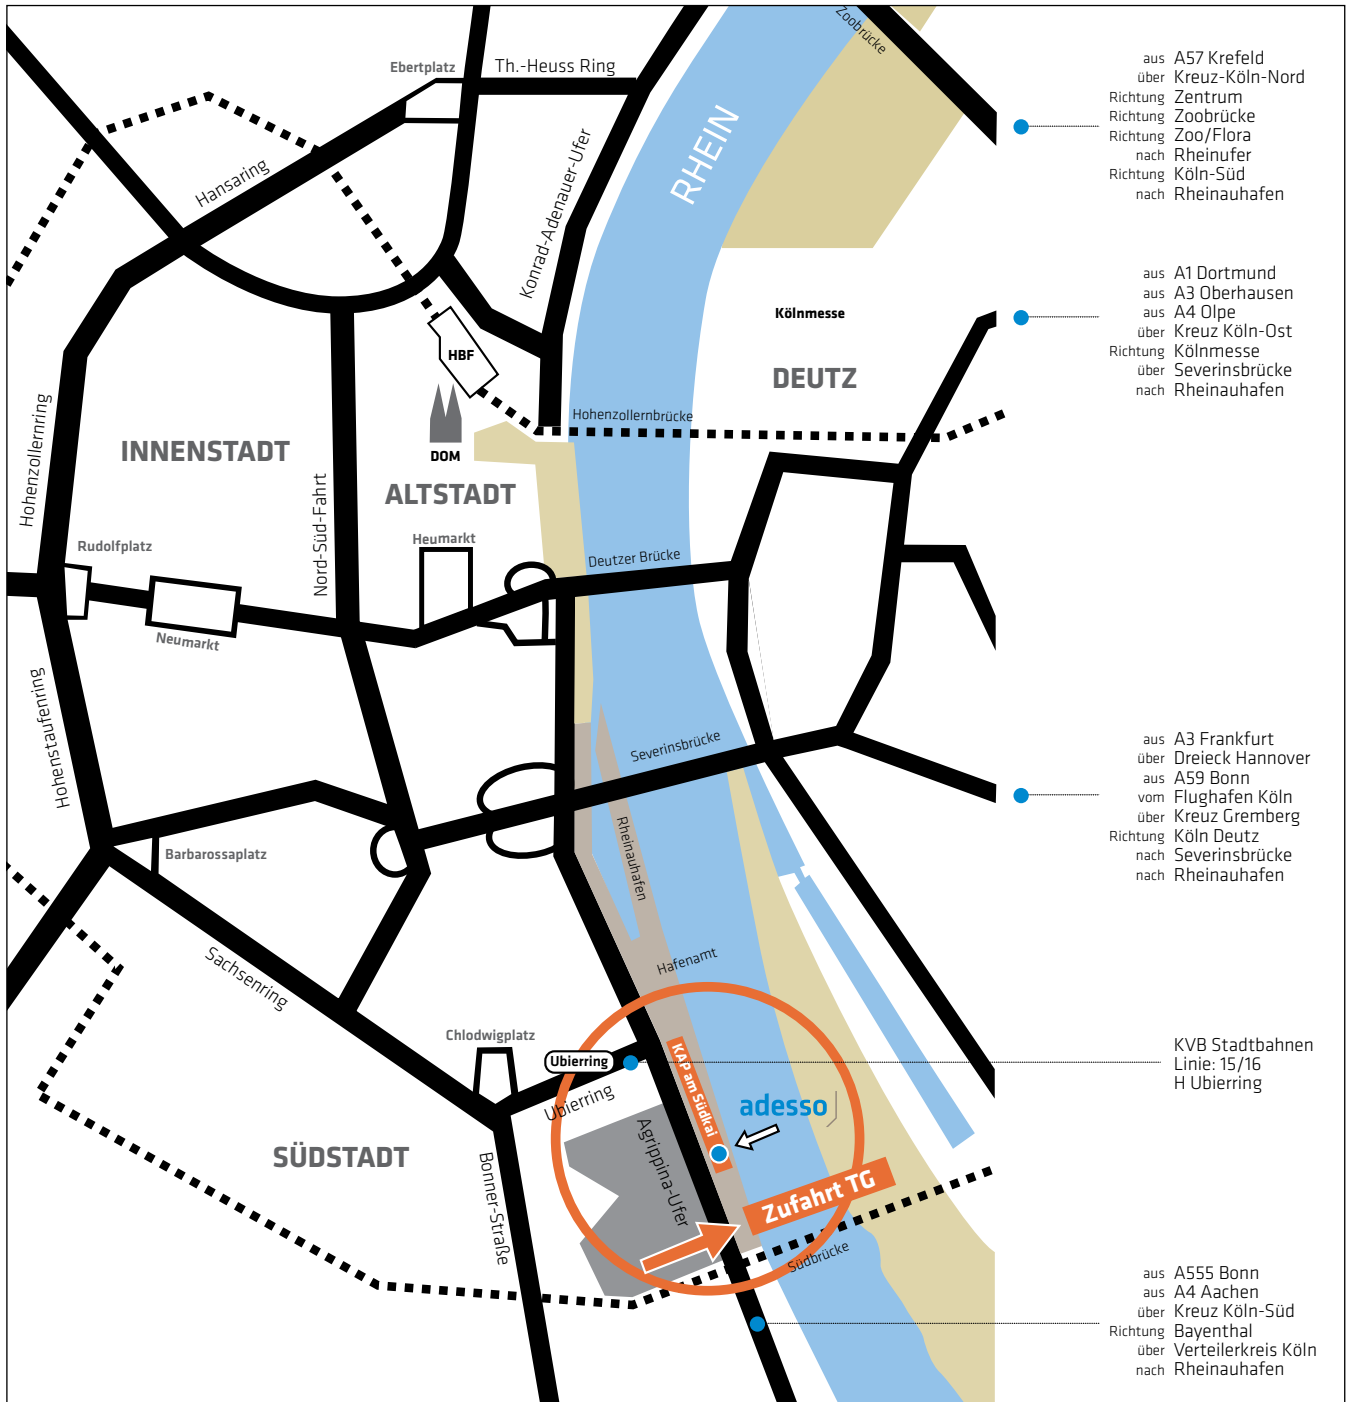 Zoobrücke
Ebertplatz
Th.-Heuss Ring
RHEIN
Hansaring
Konrad-Adenauer-Ufer
Kölnmesse
HBF
DEUTZ
Hohenzollernring
Hohenzollernbrücke
INNENSTADT
DOM
ALTSTADT
Nord-Süd-Fahrt
Heumarkt
Rudolfplatz
Deutzer Brücke
Neumarkt
Hohenstaufenring
Severinsbrücke
Rheinauhafen
Barbarossaplatz
Hafenamt
Sachsenring
Chlodwigplatz
Ubierring
Ubierring
KAP am Südkai
adesso
SÜDSTADT
Bonner-Straße
Agrippina-Ufer
Zufahrt TG
Südbrücke
aus A57 Krefeld
über Kreuz-Köln-Nord
Richtung Zentrum
Richtung Zoobrücke
Richtung Zoo/Flora
nach Rheinufer
Richtung Köln-Süd
nach Rheinauhafen
aus A1 Dortmund
aus A3 Oberhausen
aus A4 Olpe
über Kreuz Köln-Ost
Richtung Kölnmesse
über Severinsbrücke
nach Rheinauhafen
aus A3 Frankfurt
über Dreieck Hannover
aus A59 Bonn
vom Flughafen Köln
über Kreuz Gremberg
Richtung Köln Deutz
nach Severinsbrücke
nach Rheinauhafen
KVB Stadtbahnen
Linie: 15/16
H Ubierring
aus A555 Bonn
aus A4 Aachen
über Kreuz Köln-Süd
Richtung Bayenthal
über Verteilerkreis Köln
nach Rheinauhafen